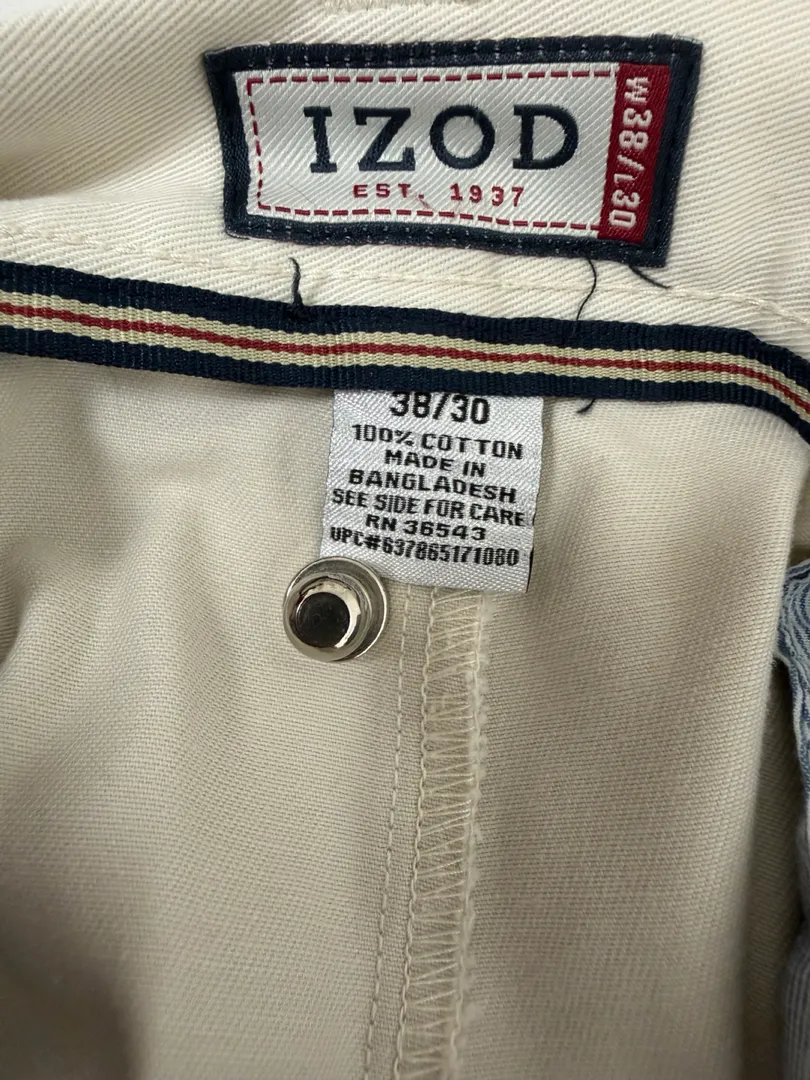 IZOD
EST. 1937
W38/L30
38/30
100% COTTON
MADE IN
BANGLADESH
SEE SIDE FOR CARE
RN 36543
UPC#637865171080